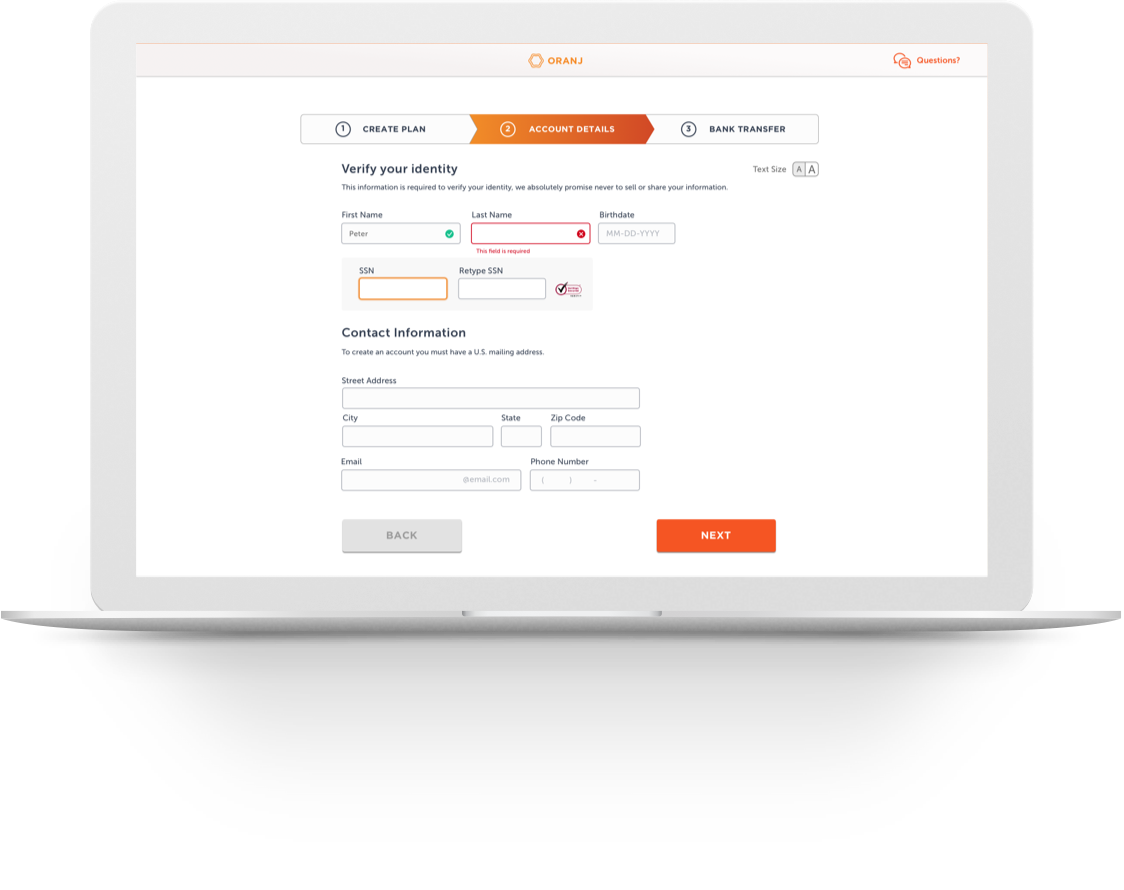 ORANJ
Questions?
1 CREATE PLAN
2 ACCOUNT DETAILS
3 BANK TRANSFER
Verify your identity
Text Size A A
This information is required to verify your identity, we absolutely promise never to sell or share your information.
First Name Last Name Birthdate
Peter MM-DD-YYYY
This field is required
SSN Retype SSN
Contact Information
To create an account you must have a U.S. mailing address.
Street Address
City State Zip Code
Email Phone Number
@email.com ( ) -
BACK NEXT